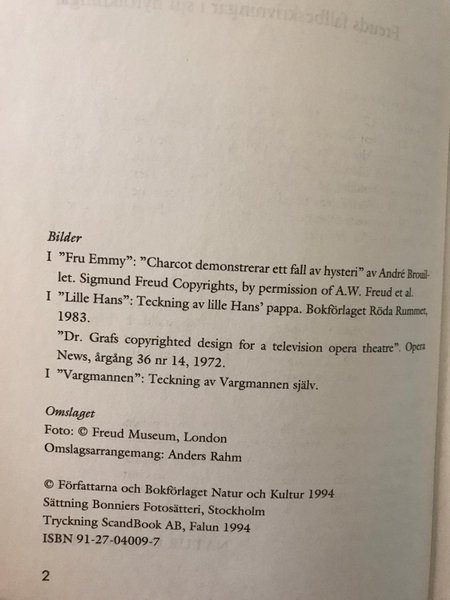 Bilder
I ”Fru Emmy”: ”Charcot demonstrerar ett fall av hysteri” av André Brouil-
let. Sigmund Freud Copyrights, by permission of A.W. Freud et al.
I ”Lille Hans”: Teckning av lille Hans’ pappa. Bokförlaget Röda Rummet,
1983.
”Dr. Grafs copyrighted design for a television opera theatre”. Opera
News, årgång 36 nr 14, 1972.
I ”Vargmannen”: Teckning av Vargmannen själv.
Omslaget
Foto: © Freud Museum, London
Omslagsarrangemang: Anders Rahm
© Författarna och Bokförlaget Natur och Kultur 1994
Sättning Bonniers Fotosätteri, Stockholm
Tryckning ScandBook AB, Falun 1994
ISBN 91-27-04009-7
2